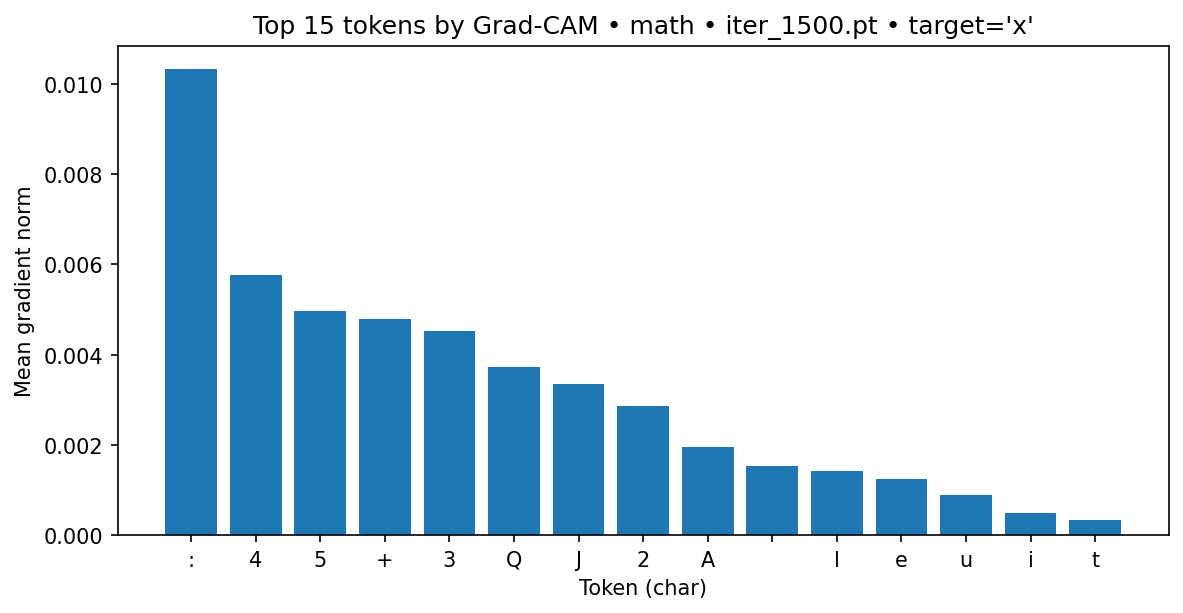 Top 15 tokens by Grad-CAM • math • iter_1500.pt • target='x'
Mean gradient norm
0.010
0.008
0.006
0.004
0.002
0.000
: 4 5 + 3 Q J 2 A l e u i t
Token (char)